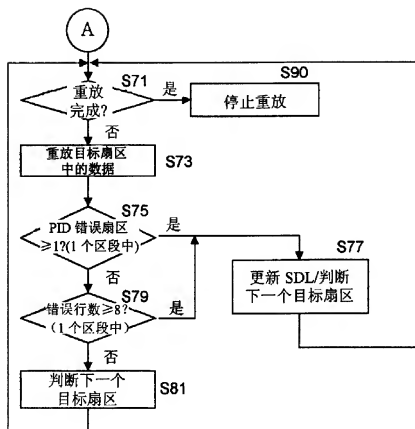 A
S90
S71
重放
完成?
是
停止重放
否
重放目标扇区
中的数据
S73
S75
PID 错误扇区
≥1?(1 个区段中)
是
S77
否
更新 SDL/判断
下一个目标扇区
S79
错误行数≥8?
(1 个区段中)
是
否
判断下一个
目标扇区
S81